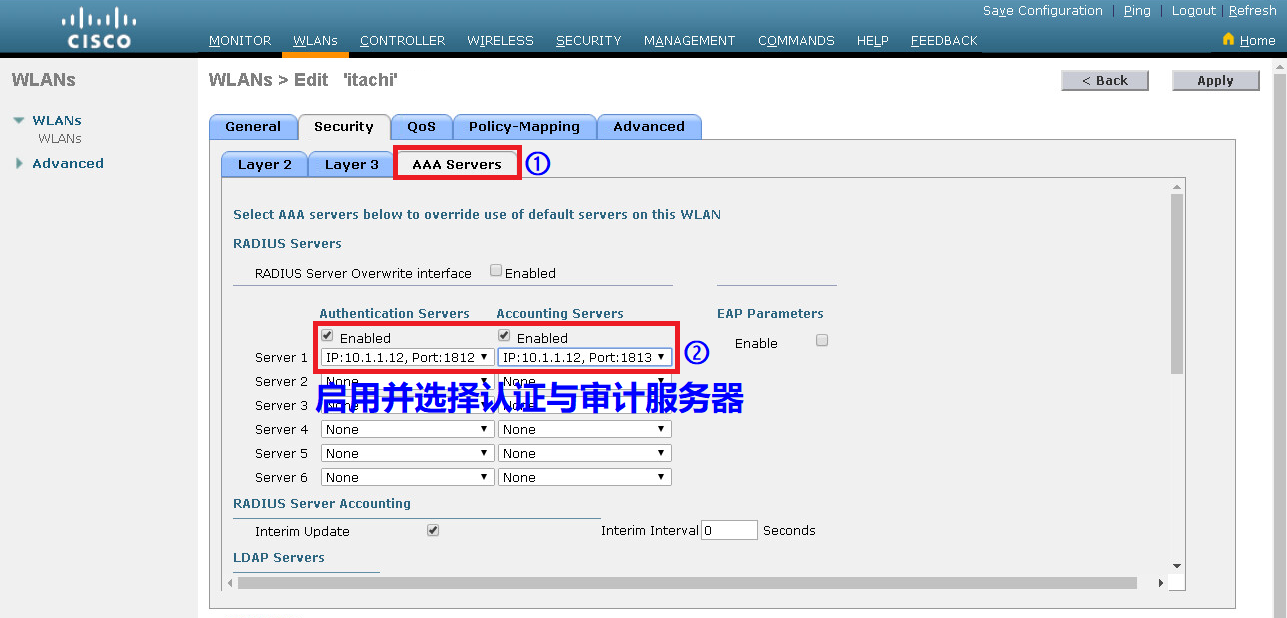 Save Configuration | Ping | Logout | Refresh
CISCO
MONITOR WLANs CONTROLLER WIRELESS SECURITY MANAGEMENT COMMANDS HELP FEEDBACK Home
WLANs
WLANs > Edit 'itachi'
< Back Apply
WLANs
WLANs
Advanced
General Security QoS Policy-Mapping Advanced
Layer 2 Layer 3 AAA Servers ①
Select AAA servers below to override use of default servers on this WLAN
RADIUS Servers
RADIUS Server Overwrite interface Enabled
Authentication Servers Accounting Servers EAP Parameters
Enabled Enabled Enable
Server 1 IP:10.1.1.12, Port:1812 IP:10.1.1.12, Port:1813 ②
Server 2 None None
启用并选择认证与审计服务器
Server 3 None None
Server 4 None None
Server 5 None None
Server 6 None None
RADIUS Server Accounting
Interim Update Interim Interval 0 Seconds
LDAP Servers